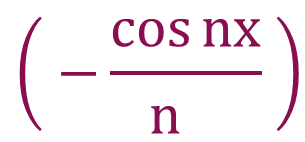 (− cos nx / n)